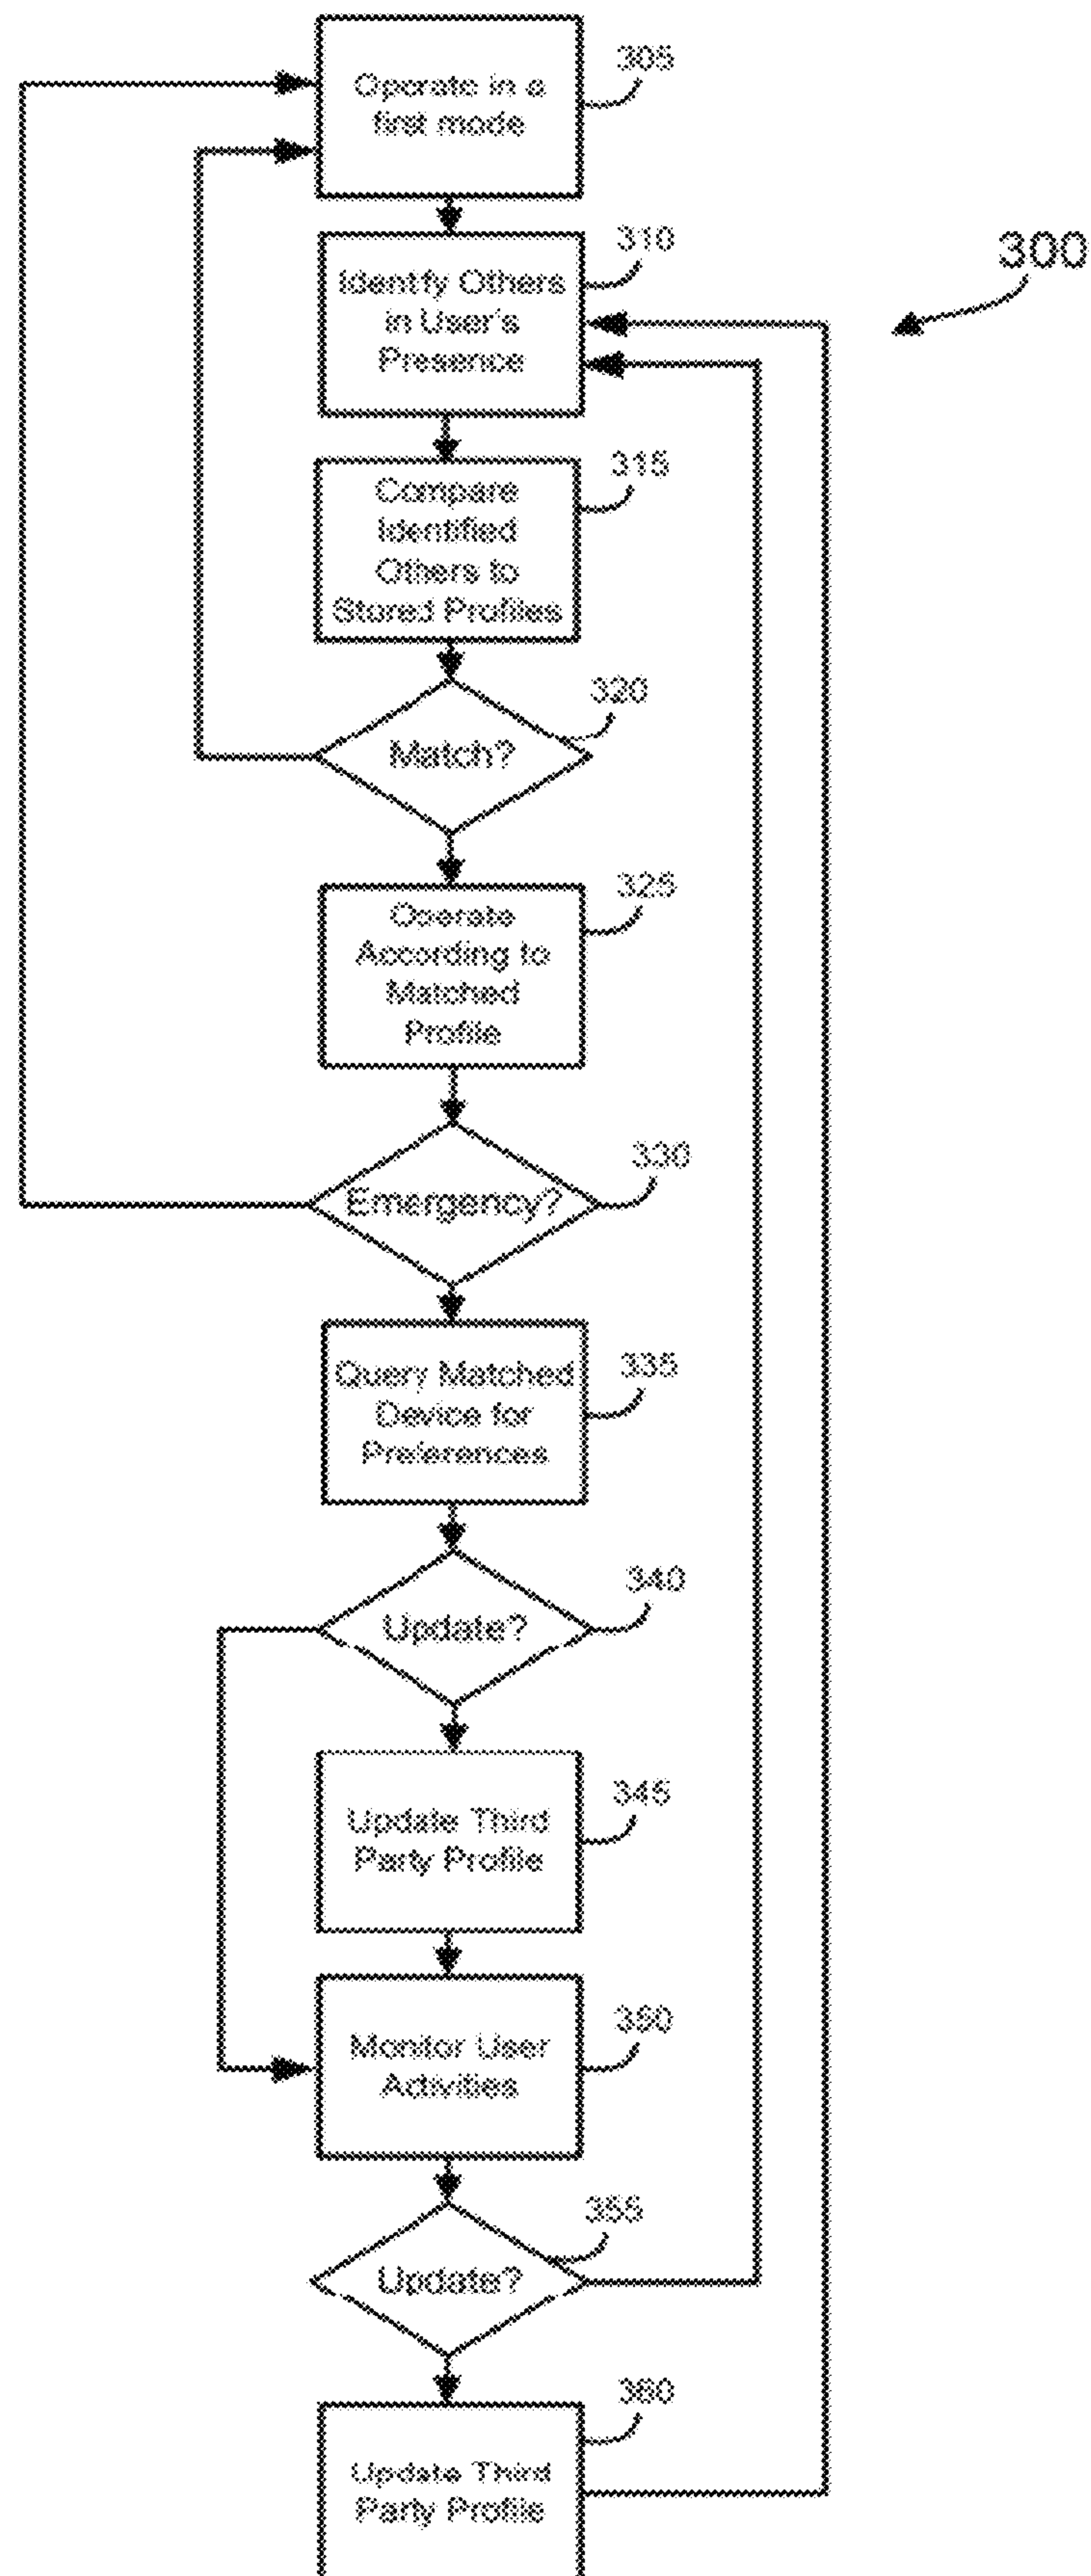 Operate in a
first mode
305
Identify Others
in User's
Presence
310
300
Compare
Identified
Others to
Stored Profiles
315
Match?
320
Operate
According to
Matched
Profile
325
Emergency?
330
Query Matched
Device for
Preferences
335
Update?
340
Update Third
Party Profile
345
Monitor User
Activities
350
Update?
355
Update Third
Party Profile
360